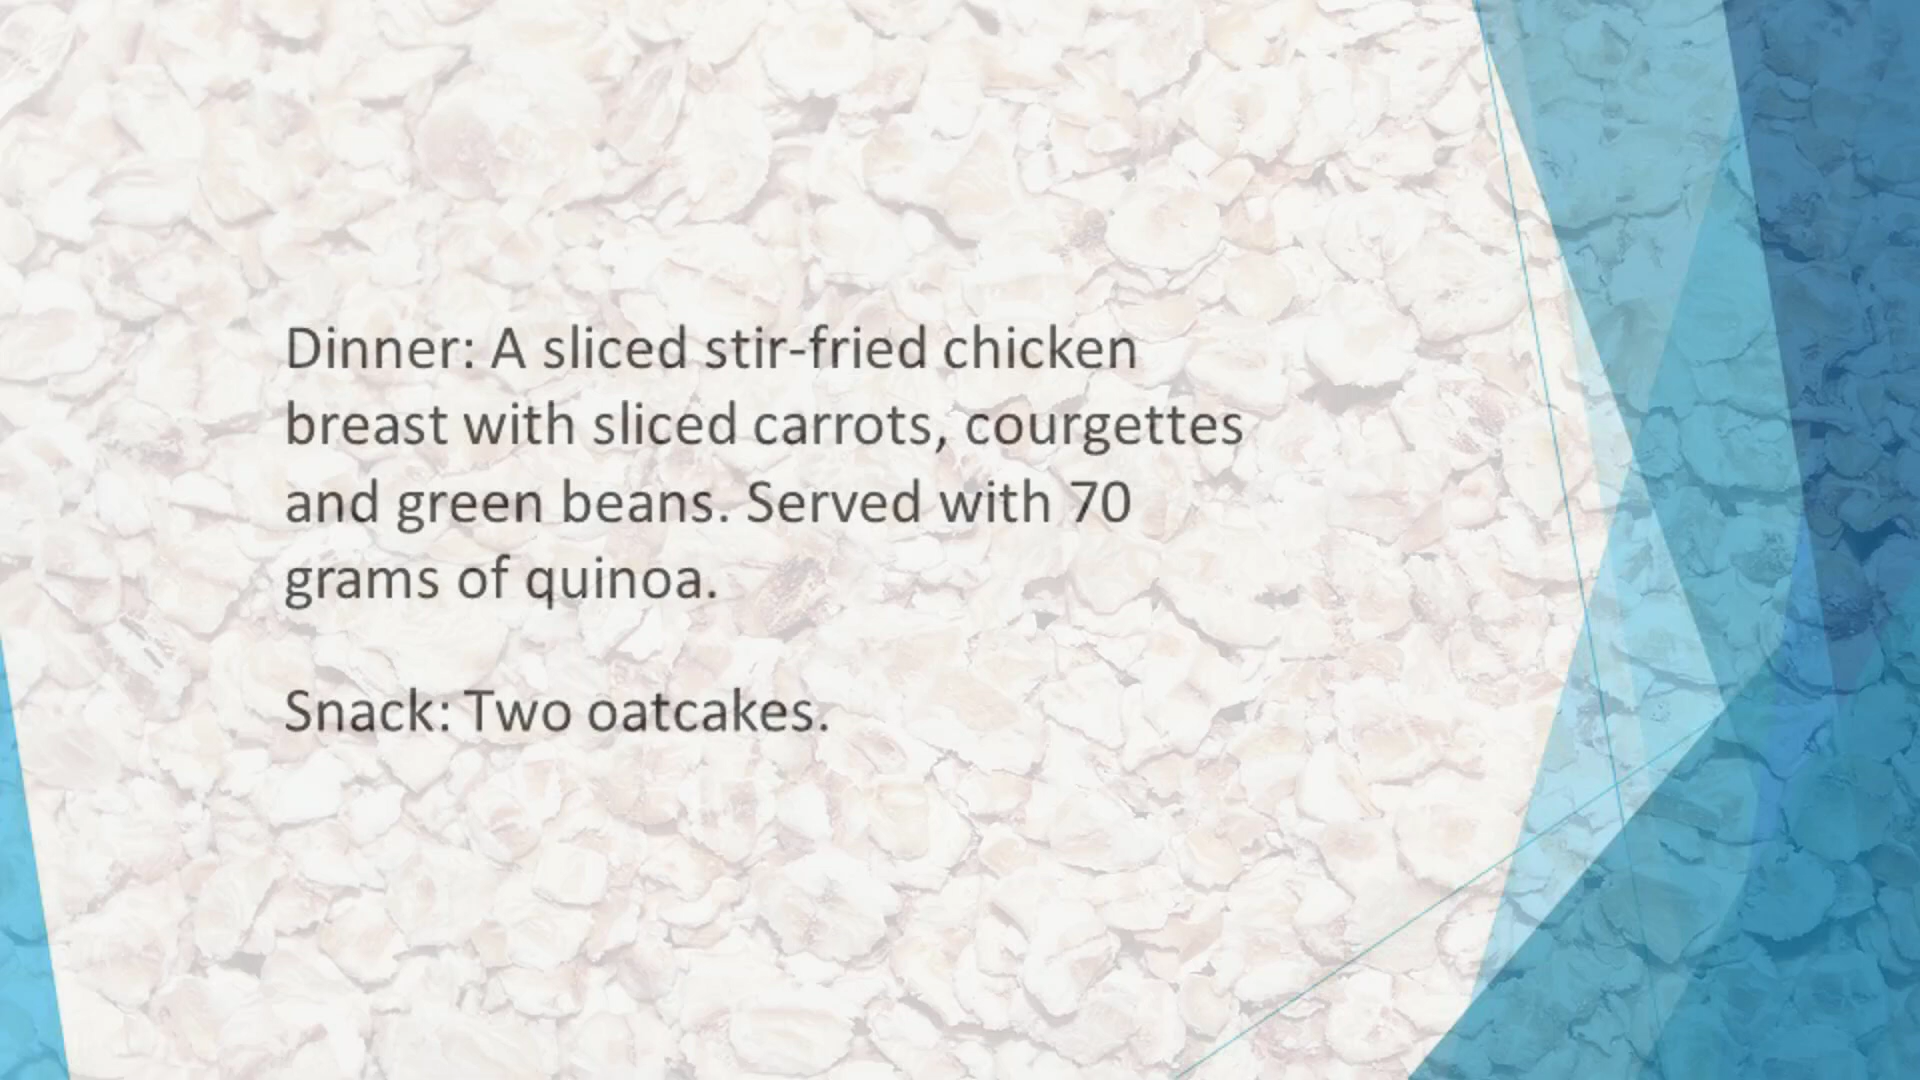 Dinner: A sliced stir-fried chicken
breast with sliced carrots, courgettes
and green beans. Served with 70
grams of quinoa.
Snack: Two oatcakes.